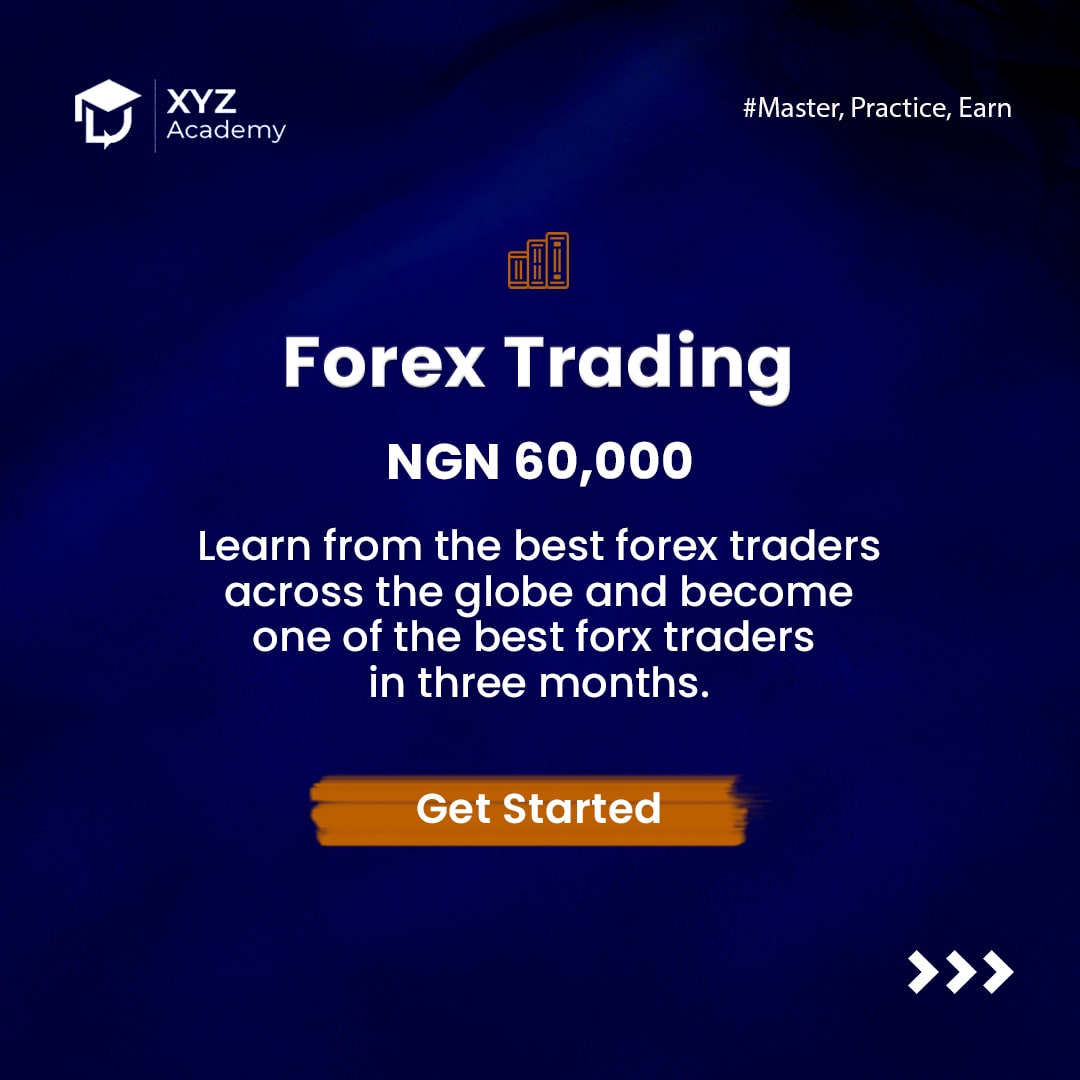 XYZ
Academy
#Master, Practice, Earn
Forex Trading
NGN 60,000
Learn from the best forex traders
across the globe and become
one of the best forx traders
in three months.
Get Started